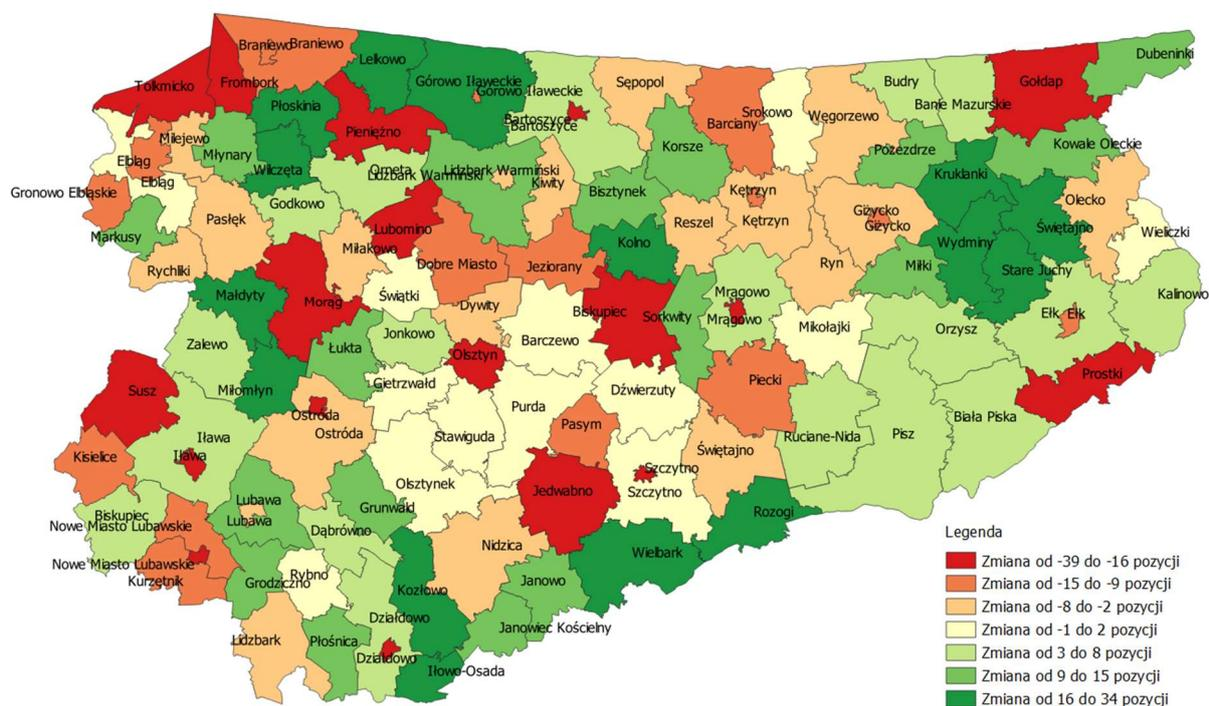 Braniewo
Braniewo
Lelkowo
Dubeninki
Tolkmicko
Frombork
Górowo Iławeckie
Górowo Iławeckie
Sępopol
Budry
Gołdap
Płoskinia
Bartoszyce
Bartoszyce
Barciany
Srokowo
Węgorzewo
Banie Mazurskie
Milejewo
Pieniężno
Młynary
Korsze
Pozezdrze
Kowale Oleckie
Elbląg
Elbląg
Wilczęta
Orneta
Lidzbark Warmiński
Lidzbark Warmiński
Kiwity
Bisztynek
Kętrzyn
Kętrzyn
Kruklanki
Gronowo Elbląskie
Godkowo
Olecko
Markusy
Pasłęk
Lubomino
Reszel
Giżycko
Giżycko
Świętajno
Wieliczki
Miłakowo
Kolno
Wydminy
Rychliki
Dobre Miasto
Jeziorany
Ryn
Miłki
Stare Juchy
Małdyty
Morąg
Świątki
Dywity
Biskupiec
Sorkwity
Mrągowo
Mrągowo
Kalinowo
Zalewo
Łukta
Jonkowo
Barczewo
Mikołajki
Orzysz
Ełk
Ełk
Olsztyn
Susz
Miłomłyn
Gietrzwałd
Dźwierzuty
Piecki
Prostki
Ostróda
Ostróda
Purda
Pasym
Biała Piska
Iława
Iława
Stawiguda
Świętajno
Ruciane-Nida
Pisz
Kisielice
Szczytno
Szczytno
Olsztynek
Jedwabno
Lubawa
Lubawa
Grunwald
Rozogi
Biskupiec
Nowe Miasto Lubawskie
Dąbrówno
Nidzica
Wielbark
Nowe Miasto Lubawskie
Kurzętnik
Grodziczno
Rybno
Kozłowo
Janowo
Działdowo
Działdowo
Janowiec Kościelny
Lidzbark
Płośnica
Iłowo-Osada
Legenda
Zmiana od -39 do -16 pozycji
Zmiana od -15 do -9 pozycji
Zmiana od -8 do -2 pozycji
Zmiana od -1 do 2 pozycji
Zmiana od 3 do 8 pozycji
Zmiana od 9 do 15 pozycji
Zmiana od 16 do 34 pozycji